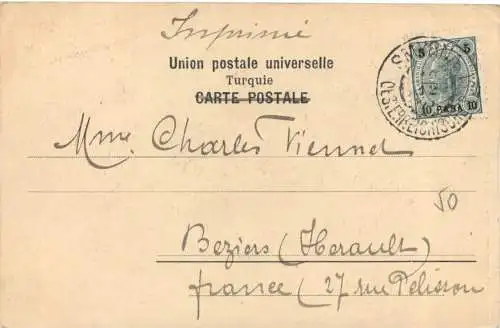 Imprimé
Union postale universelle
Turquie
CARTE POSTALE
5 5
10 PARA 10
Mme. Charles Viennet
50
Beziers (Herault)
france (27 rue Pelisson